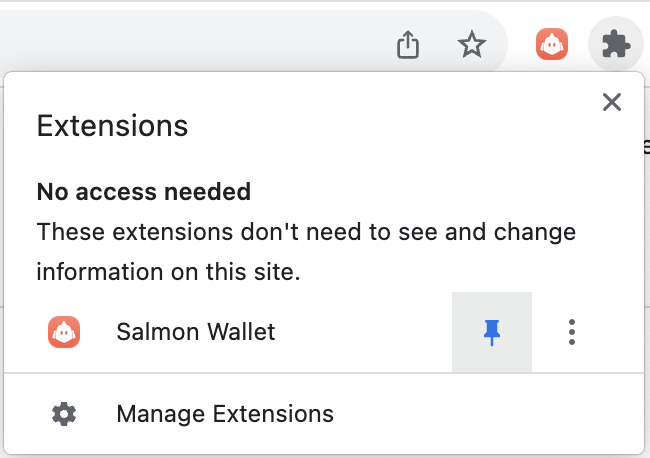 Extensions
No access needed
These extensions don't need to see and change
information on this site.
Salmon Wallet
Manage Extensions